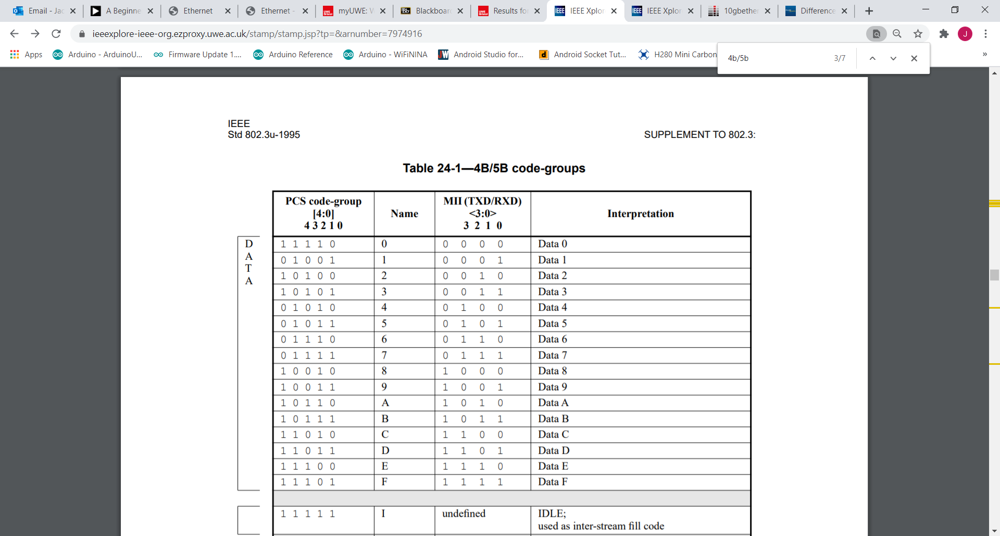 Email - Jac
A Beginne
Ethernet
Ethernet -
myUWE: W
Blackboar
Results fo
IEEE Xplor
IEEE Xplor
10gbether
Difference
ieeexplore-ieee-org.ezproxy.uwe.ac.uk/stamp/stamp.jsp?tp=&arnumber=7974916
J
Apps
Arduino - ArduinoU...
Firmware Update 1....
Arduino Reference
Arduino - WiFiNINA
Android Studio for...
Android Socket Tut...
H280 Mini Carbon
»
4b/5b 3/7
IEEE
Std 802.3u-1995
SUPPLEMENT TO 802.3:
Table 24-1—4B/5B code-groups
PCS code-group [4:0] 4 3 2 1 0
Name
MII (TXD/RXD) <3:0> 3 2 1 0
Interpretation
DATA
1 1 1 1 0 0 0 0 0 0 Data 0
0 1 0 0 1 1 0 0 0 1 Data 1
1 0 1 0 0 2 0 0 1 0 Data 2
1 0 1 0 1 3 0 0 1 1 Data 3
0 1 0 1 0 4 0 1 0 0 Data 4
0 1 0 1 1 5 0 1 0 1 Data 5
0 1 1 1 0 6 0 1 1 0 Data 6
0 1 1 1 1 7 0 1 1 1 Data 7
1 0 0 1 0 8 1 0 0 0 Data 8
1 0 0 1 1 9 1 0 0 1 Data 9
1 0 1 1 0 A 1 0 1 0 Data A
1 0 1 1 1 B 1 0 1 1 Data B
1 1 0 1 0 C 1 1 0 0 Data C
1 1 0 1 1 D 1 1 0 1 Data D
1 1 1 0 0 E 1 1 1 0 Data E
1 1 1 0 1 F 1 1 1 1 Data F
1 1 1 1 1 I undefined IDLE;
used as inter-stream fill code